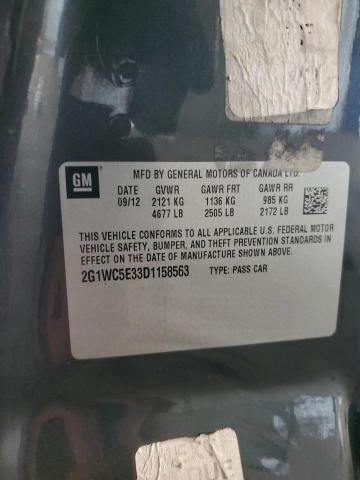 GM
MFD BY GENERAL MOTORS OF CANADA LTD.
DATE GVWR GAWR FRT GAWR RR
09/12 2121 KG 1136 KG 985 KG
4677 LB 2505 LB 2172 LB
THIS VEHICLE CONFORMS TO ALL APPLICABLE U.S. FEDERAL MOTOR
VEHICLE SAFETY, BUMPER, AND THEFT PREVENTION STANDARDS IN
EFFECT ON THE DATE OF MANUFACTURE SHOWN ABOVE.
2G1WC5E33D1158563 TYPE: PASS CAR